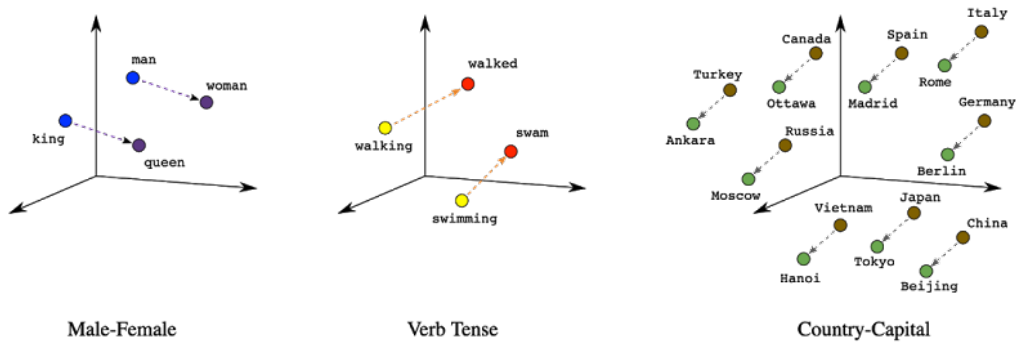 man
woman
king
queen
Male-Female
walked
swam
walking
swimming
Verb Tense
Italy
Canada
Spain
Rome
Turkey
Ottawa
Madrid
Germany
Ankara
Russia
Berlin
Moscow
Vietnam
Japan
China
Hanoi
Tokyo
Beijing
Country-Capital